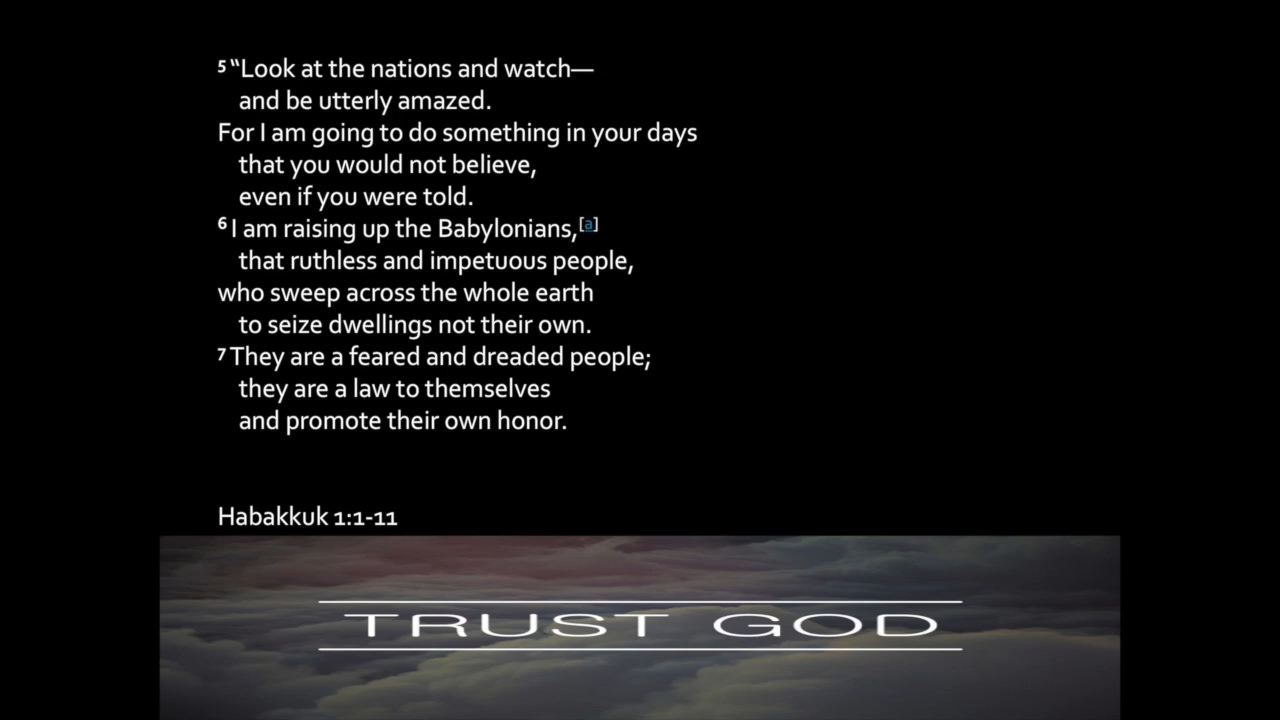 5 “Look at the nations and watch—
and be utterly amazed.
For I am going to do something in your days
that you would not believe,
even if you were told.
6 I am raising up the Babylonians,[a]
that ruthless and impetuous people,
who sweep across the whole earth
to seize dwellings not their own.
7 They are a feared and dreaded people;
they are a law to themselves
and promote their own honor.
Habakkuk 1:1-11
TRUST GOD